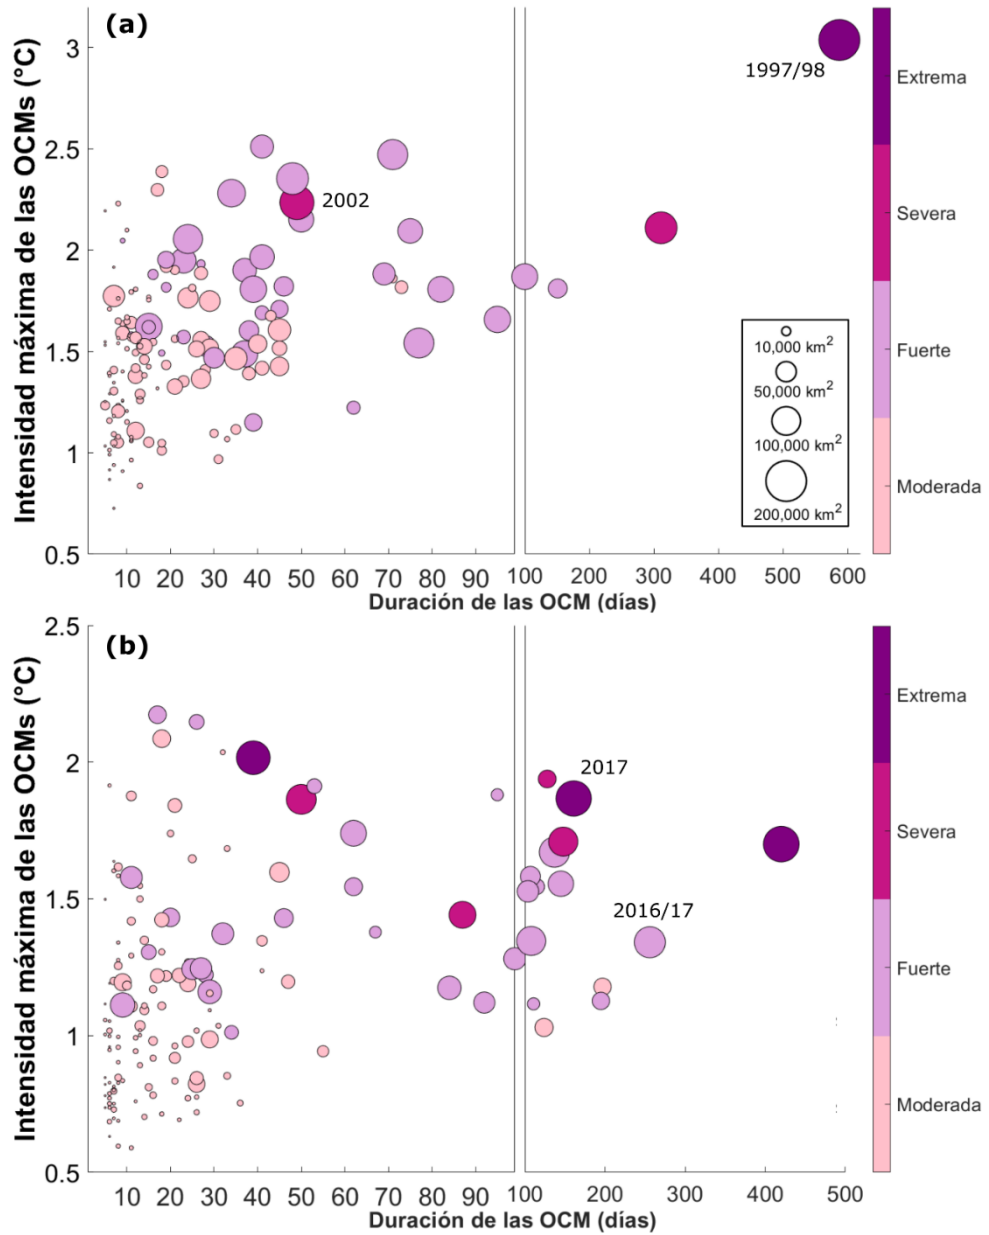 (a)
Intensidad máxima de las OCMs (°C)
3
2.5
2
1.5
1
0.5
1997/98
2002
10,000 km²
50,000 km²
100,000 km²
200,000 km²
Extrema
Severa
Fuerte
Moderada
10 20 30 40 50 60 70 80 90 100 200 300 400 500 600
Duración de las OCM (días)
(b)
Intensidad máxima de las OCMs (°C)
2.5
2
1.5
1
0.5
2017
2016/17
Extrema
Severa
Fuerte
Moderada
10 20 30 40 50 60 70 80 90 100 200 300 400 500
Duración de las OCM (días)